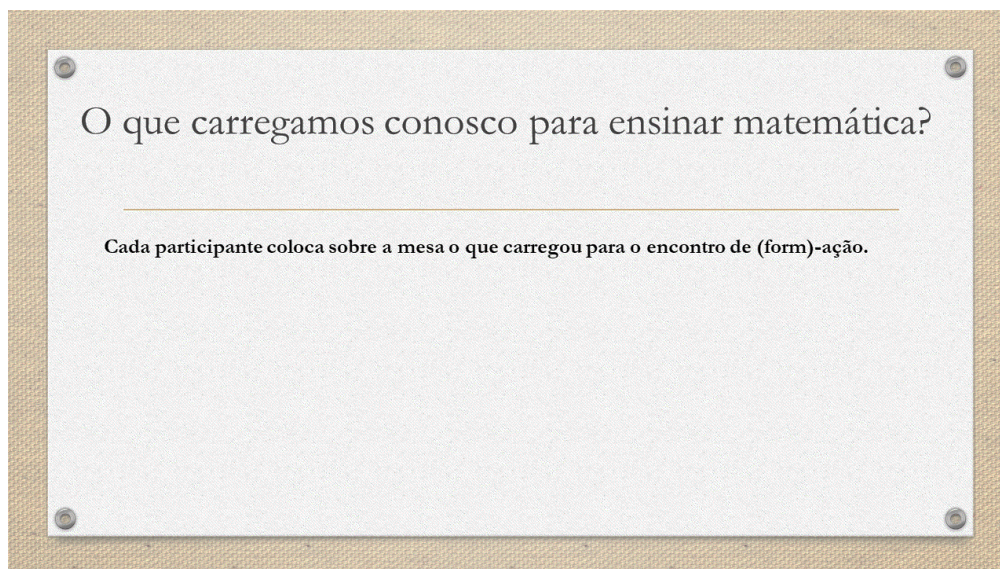 O que carregamos conosco para ensinar matemática?
Cada participante coloca sobre a mesa o que carregou para o encontro de (form)-ação.